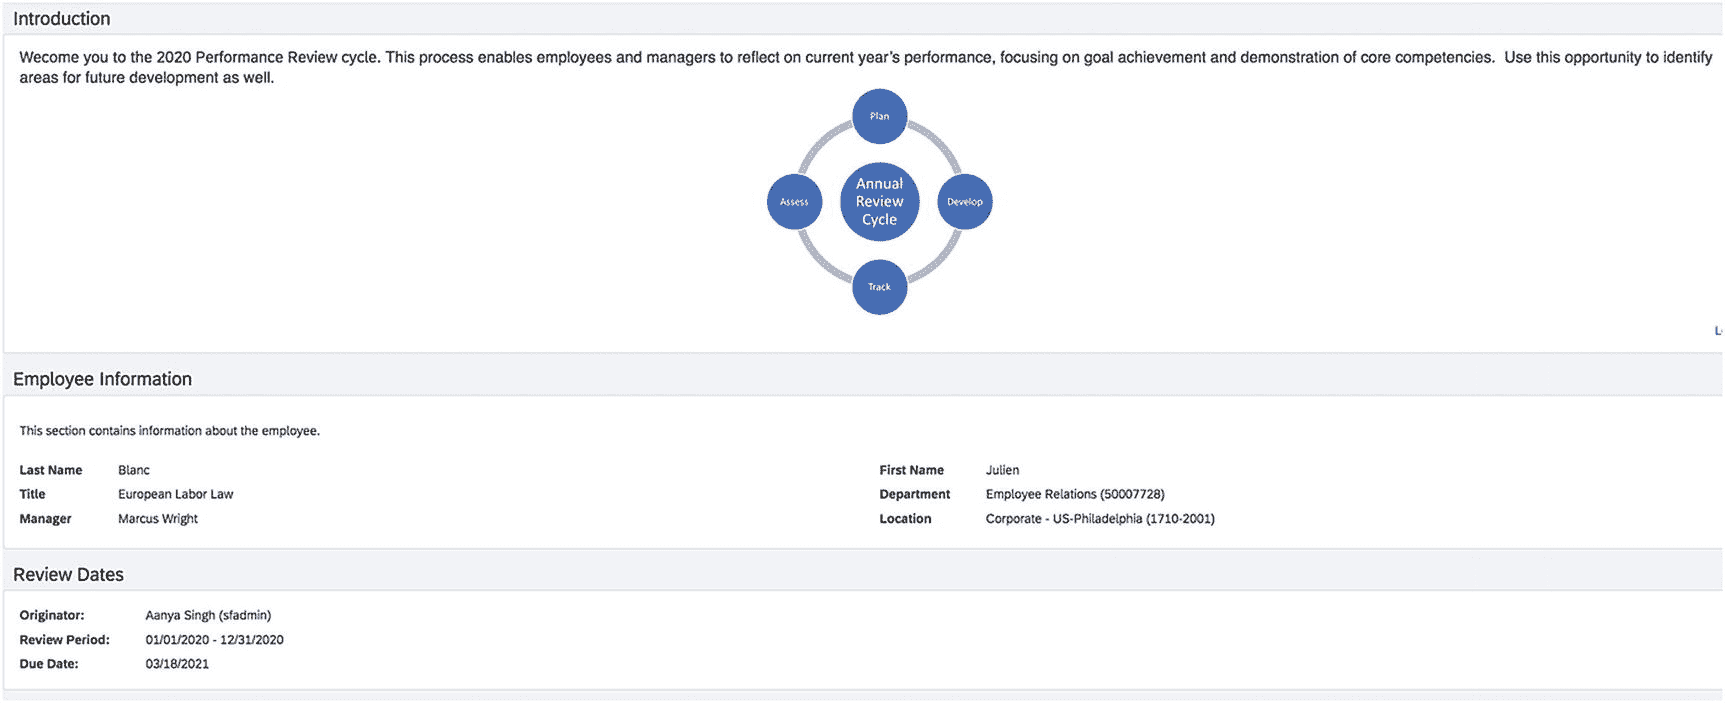 Introduction
Wecome you to the 2020 Performance Review cycle. This process enables employees and managers to reflect on current year's performance, focusing on goal achievement and demonstration of core competencies. Use this opportunity to identify
areas for future development as well.
Plan
Annual
Review
Cycle
Assess
Develop
Track
Employee Information
This section contains information about the employee.
Last Name Blanc First Name Julien
Title European Labor Law Department Employee Relations (50007728)
Manager Marcus Wright Location Corporate - US-Philadelphia (1710-2001)
Review Dates
Originator: Aanya Singh (sfadmin)
Review Period: 01/01/2020 - 12/31/2020
Due Date: 03/18/2021